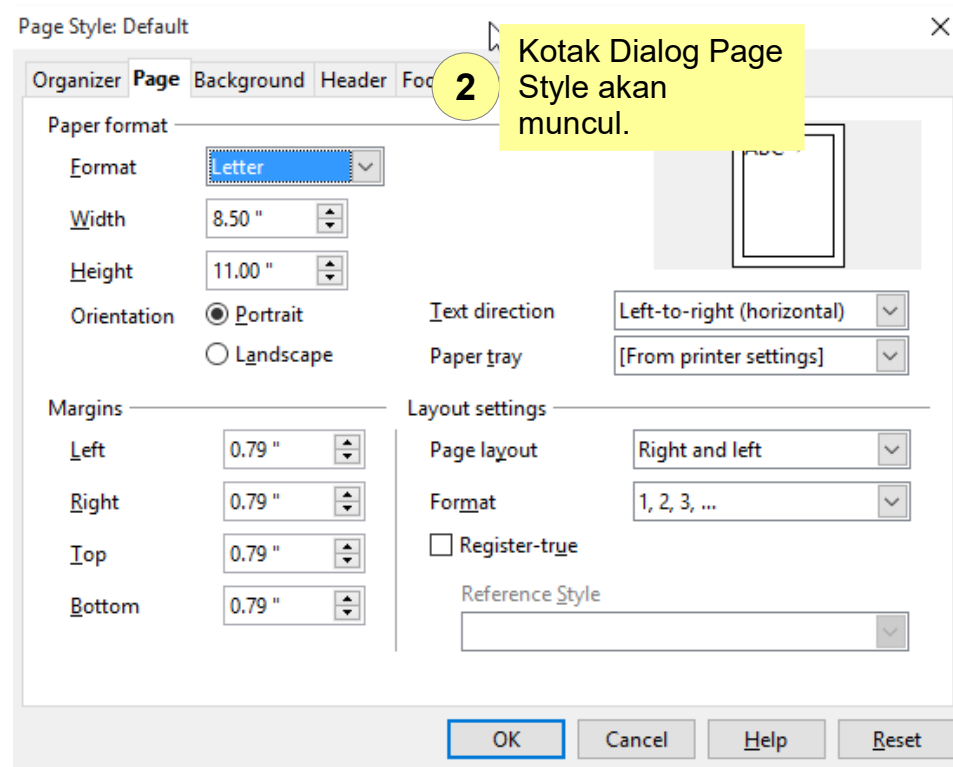 Page Style: Default
Kotak Dialog Page
Style akan
muncul.
2
Organizer Page Background Header
Paper format
Format Letter
Width 8.50 "
Height 11.00 "
Orientation Portrait
Landscape
Text direction Left-to-right (horizontal)
Paper tray [From printer settings]
Margins
Left 0.79 "
Right 0.79 "
Top 0.79 "
Bottom 0.79 "
Layout settings
Page layout Right and left
Format 1, 2, 3, ...
Register-true
Reference Style
OK Cancel Help Reset